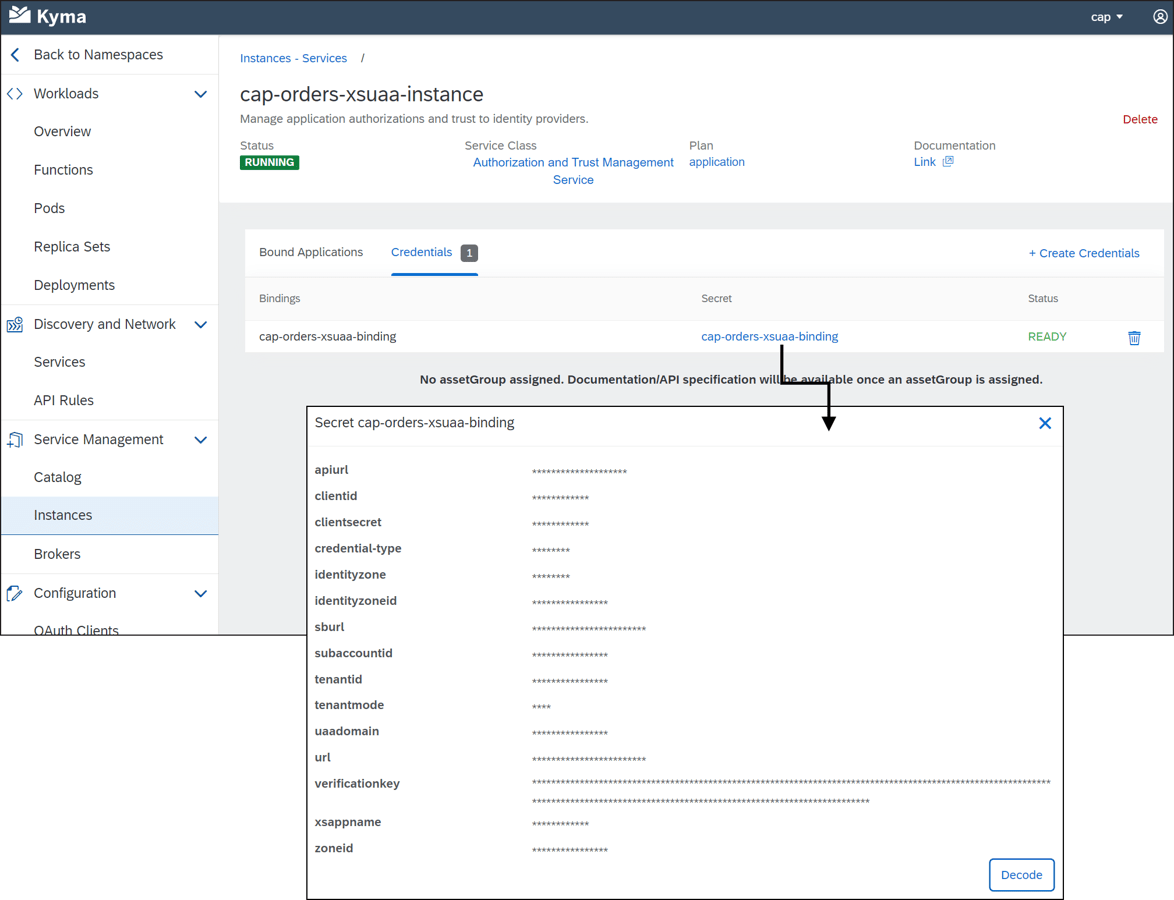 Kyma
cap
Back to Namespaces
Workloads
Overview
Functions
Pods
Replica Sets
Deployments
Discovery and Network
Services
API Rules
Service Management
Catalog
Instances
Brokers
Configuration
OAuth Clients
Instances - Services /
cap-orders-xsuaa-instance
Manage application authorizations and trust to identity providers.
Delete
Status
RUNNING
Service Class
Authorization and Trust Management
Service
Plan
application
Documentation
Link
Bound Applications Credentials 1 + Create Credentials
Bindings Secret Status
cap-orders-xsuaa-binding cap-orders-xsuaa-binding READY
No assetGroup assigned. Documentation/API specification will be available once an assetGroup is assigned.
Secret cap-orders-xsuaa-binding
apiurl ********************
clientid ************
clientsecret ************
credential-type ********
identityzone ********
identityzoneid ****************
sburl ************************
subaccountid ****************
tenantid ****************
tenantmode ****
uaadomain ****************
url ************************
verificationkey *************************************************************************************************************
***********************************************************************
xsappname ************
zoneid ****************
Decode